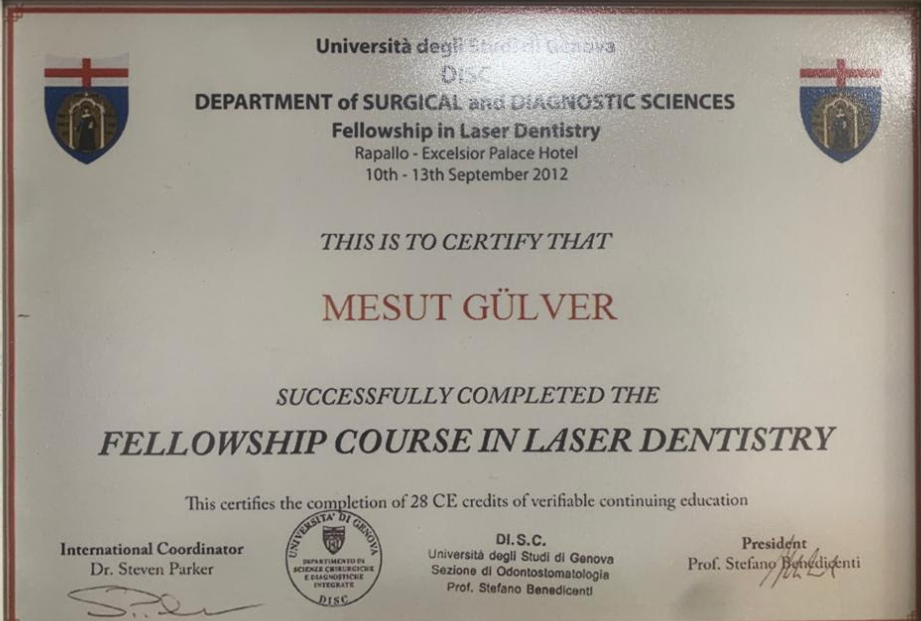 Università degli Studi di Genova
DISC
DEPARTMENT of SURGICAL and DIAGNOSTIC SCIENCES
Fellowship in Laser Dentistry
Rapallo - Excelsior Palace Hotel
10th - 13th September 2012
THIS IS TO CERTIFY THAT
MESUT GÜLVER
SUCCESSFULLY COMPLETED THE
FELLOWSHIP COURSE IN LASER DENTISTRY
This certifies the completion of 28 CE credits of verifiable continuing education
International Coordinator
Dr. Steven Parker
UNIVERSITA' DI GENOVA
DIPARTIMENTO DI
SCIENZE CHIRURGICHE
E DIAGNOSTICHE
INTEGRATE
DISC
DI.S.C.
Università degli Studi di Genova
Sezione di Odontostomatologia
Prof. Stefano Benedicenti
President
Prof. Stefano Benedicenti